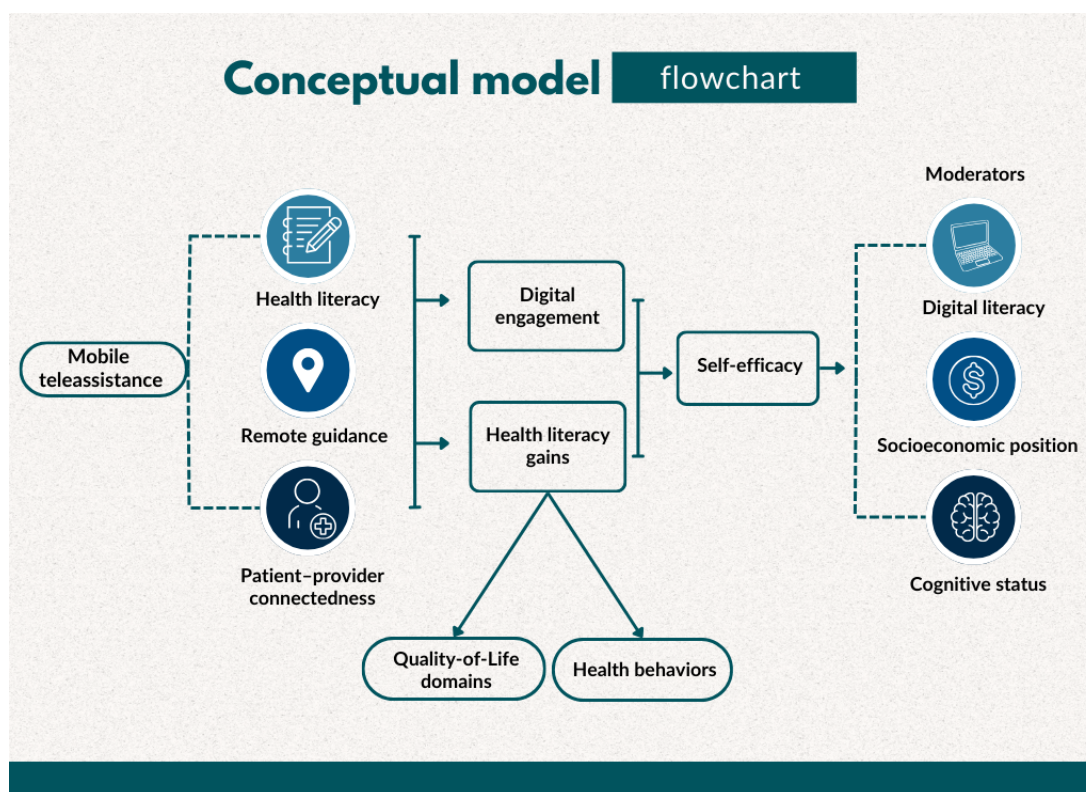 Conceptual model flowchart
Moderators
Health literacy
Digital
engagement
Digital literacy
Mobile
teleassistance
Self-efficacy
Remote guidance
Health literacy
gains
Socioeconomic position
Patient–provider
connectedness
Cognitive status
Quality-of-Life
domains
Health behaviors